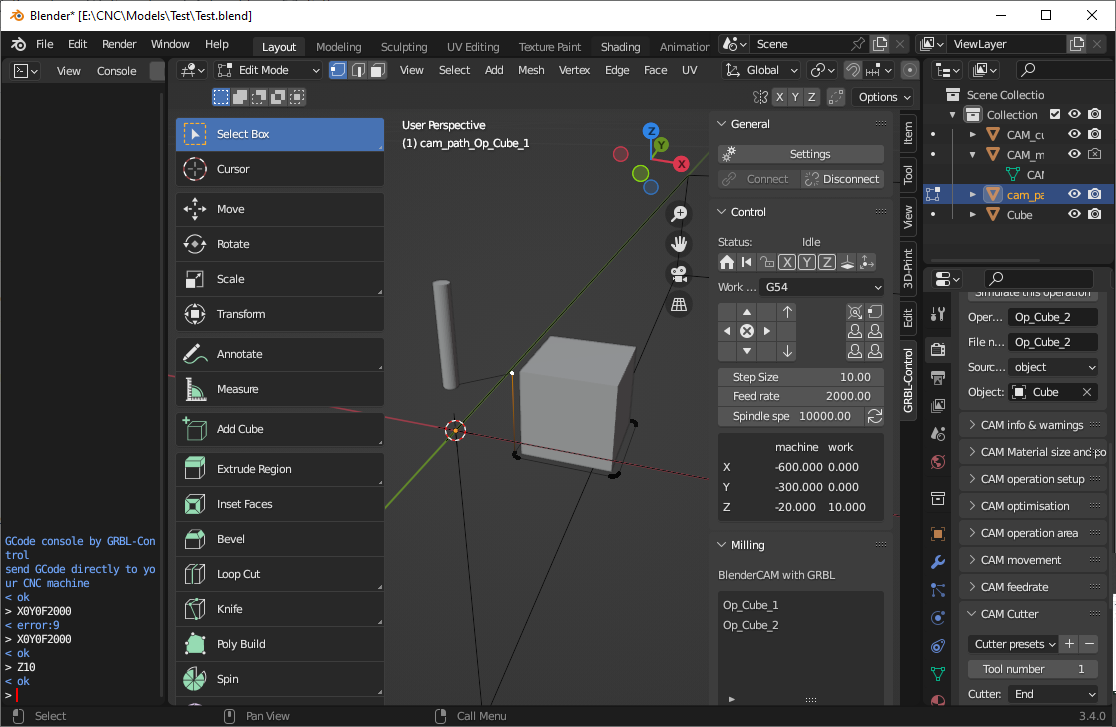 Blender* [E:\CNC\Models\Test\Test.blend]
File Edit Render Window Help Layout Modeling Sculpting UV Editing Texture Paint Shading Animation Scene ViewLayer
View Console
GCode console by GRBL-Con
trol
send GCode directly to yo
ur CNC machine
< ok
> X0Y0F2000
< error:9
> X0Y0F2000
< ok
> Z10
< ok
>
Edit Mode View Select Add Mesh Vertex Edge Face UV Global
X Y Z Options
Select Box
Cursor
Move
Rotate
Scale
Transform
Annotate
Measure
Add Cube
Extrude Region
Inset Faces
Bevel
Loop Cut
Knife
Poly Build
Spin
User Perspective
(1) cam_path_Op_Cube_1
Z
Y
X
General
Settings
Connect Disconnect
Control
Status: Idle
X Y Z
Work ... G54
Step Size 10.00
Feed rate 2000.00
Spindle spe 10000.00
machine work
X -600.000 0.000
Y -300.000 0.000
Z -20.000 10.000
Milling
BlenderCAM with GRBL
Op_Cube_1
Op_Cube_2
Item
Tool
View
3D-Print
Edit
GRBL-Control
Scene Collectio
Collection
CAM_cu
CAM_m
CAM
cam_pa
Cube
Simulate this operation
Oper... Op_Cube_2
File n... Op_Cube_2
Sourc... object
Object: Cube
CAM info & warnings
CAM Material size and po
CAM operation setup
CAM optimisation
CAM operation area
CAM movement
CAM feedrate
CAM Cutter
Cutter presets
Tool number 1
Cutter: End
Select Pan View Call Menu 3.4.0